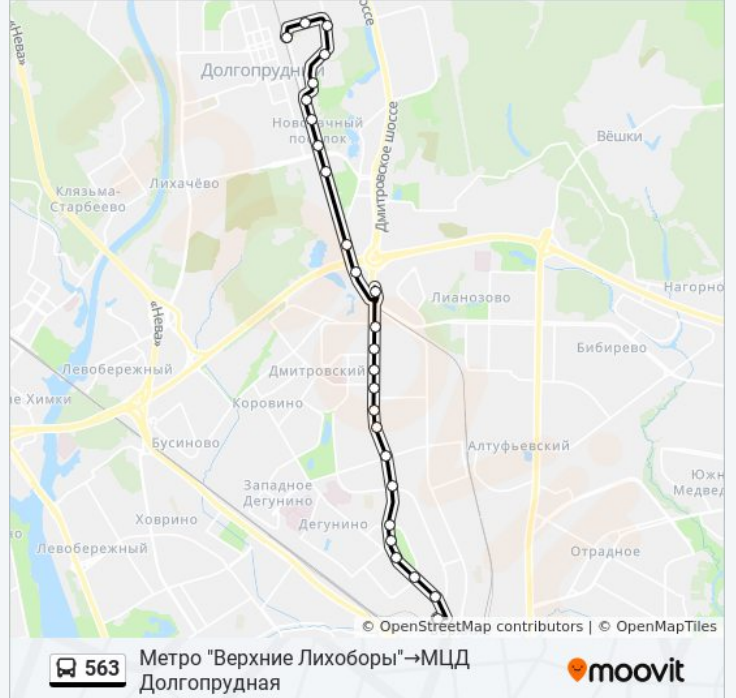 «Нева»
шоссе
Долгопрудный
Новодачный
посёлок
Вёшки
Дмитровское шоссе
Лихачёво
Клязьма-
Старбеево
Нагорно
Лианозово
«Нева»
Бибирево
Левобережный
Дмитровский
ие Химки
Коровино
Бусиново
Алтуфьевский
Западное
Дегунино
Южн
Медвед
Ховрино
Дегунино
Левобережный
Отрадное
© OpenStreetMap contributors | © OpenMapTiles
563
Метро "Верхние Лихоборы"→МЦД
Долгопрудная
moovit